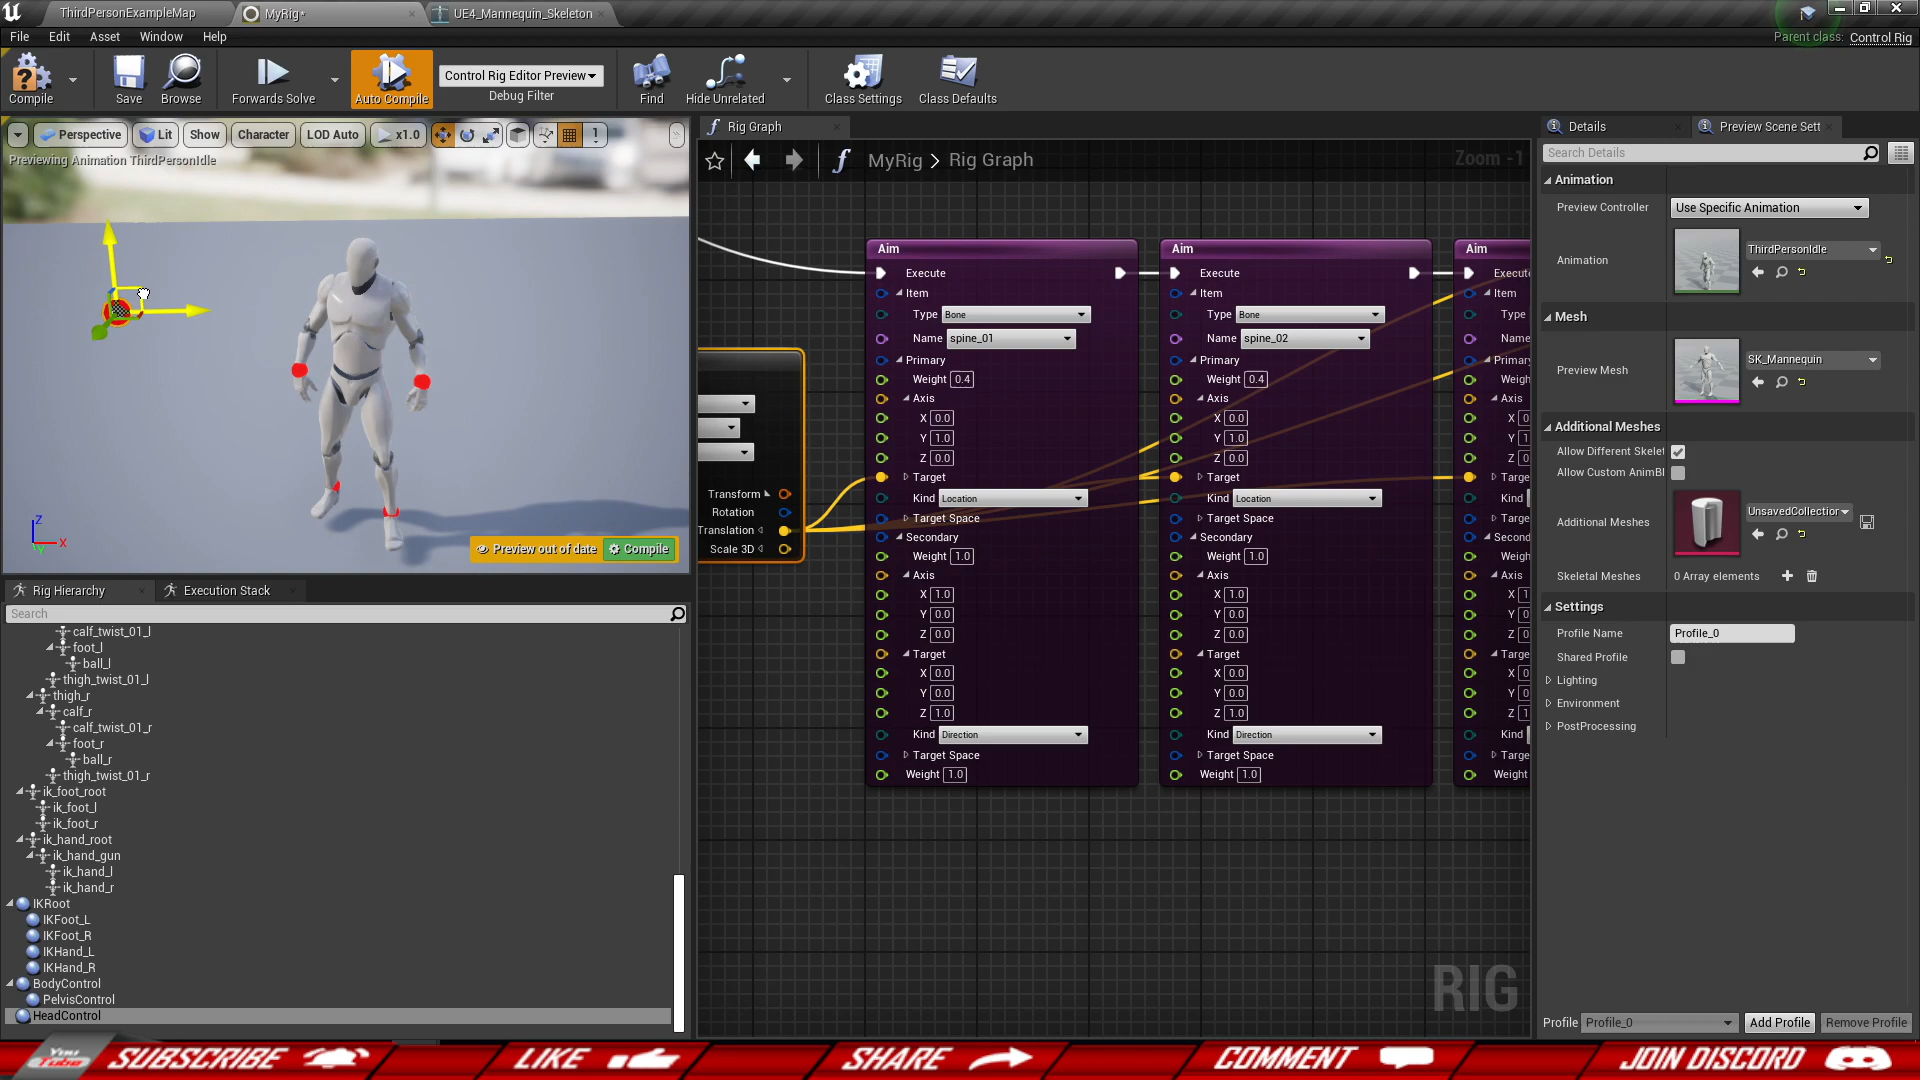 ThirdPersonExampleMap
MyRig*
UE4_Mannequin_Skeleton
File Edit Asset Window Help
Parent class: Control Rig
Compile
Save
Browse
Forwards Solve
Auto Compile
Control Rig Editor Preview
Debug Filter
Find
Hide Unrelated
Class Settings
Class Defaults
Perspective
Lit
Show
Character
LOD Auto
x1.0
1
Previewing Animation ThirdPersonIdle
Z
X
Y
Preview out of date
Compile
Rig Hierarchy
Execution Stack
Search
calf_twist_01_l
foot_l
ball_l
thigh_twist_01_l
thigh_r
calf_r
calf_twist_01_r
foot_r
ball_r
thigh_twist_01_r
ik_foot_root
ik_foot_l
ik_foot_r
ik_hand_root
ik_hand_gun
ik_hand_l
ik_hand_r
IKRoot
IKFoot_L
IKFoot_R
IKHand_L
IKHand_R
BodyControl
PelvisControl
HeadControl
Rig Graph
MyRig > Rig Graph
Zoom -1
Transform
Rotation
Translation
Scale 3D
Aim
Execute
Item
Type Bone
Name spine_01
Primary
Weight 0.4
Axis
X 0.0
Y 1.0
Z 0.0
Target
Kind Location
Target Space
Secondary
Weight 1.0
Axis
X 1.0
Y 0.0
Z 0.0
Target
X 0.0
Y 0.0
Z 1.0
Kind Direction
Target Space
Weight 1.0
Aim
Execute
Item
Type Bone
Name spine_02
Primary
Weight 0.4
Axis
X 0.0
Y 1.0
Z 0.0
Target
Kind Location
Target Space
Secondary
Weight 1.0
Axis
X 1.0
Y 0.0
Z 0.0
Target
X 0.0
Y 0.0
Z 1.0
Kind Direction
Target Space
Weight 1.0
Aim
Execute
Item
Type
Name
Primary
Weigh
Axis
X 0
Y 1
Z 0
Targe
Kind
Targe
Second
Weigh
Axis
X 1
Y 0
Z 0
Targe
X 0
Y 0
Z 1
Kind
Targe
Weight
RIG
Details
Preview Scene Sett
Search Details
Animation
Preview Controller
Use Specific Animation
Animation
ThirdPersonIdle
Mesh
Preview Mesh
SK_Mannequin
Additional Meshes
Allow Different Skelet
Allow Custom AnimBl
Additional Meshes
UnsavedCollection
Skeletal Meshes
0 Array elements
Settings
Profile Name
Profile_0
Shared Profile
Lighting
Environment
PostProcessing
Profile
Profile_0
Add Profile
Remove Profile
You Tube
SUBSCRIBE
LIKE
SHARE
COMMENT
JOIN DISCORD